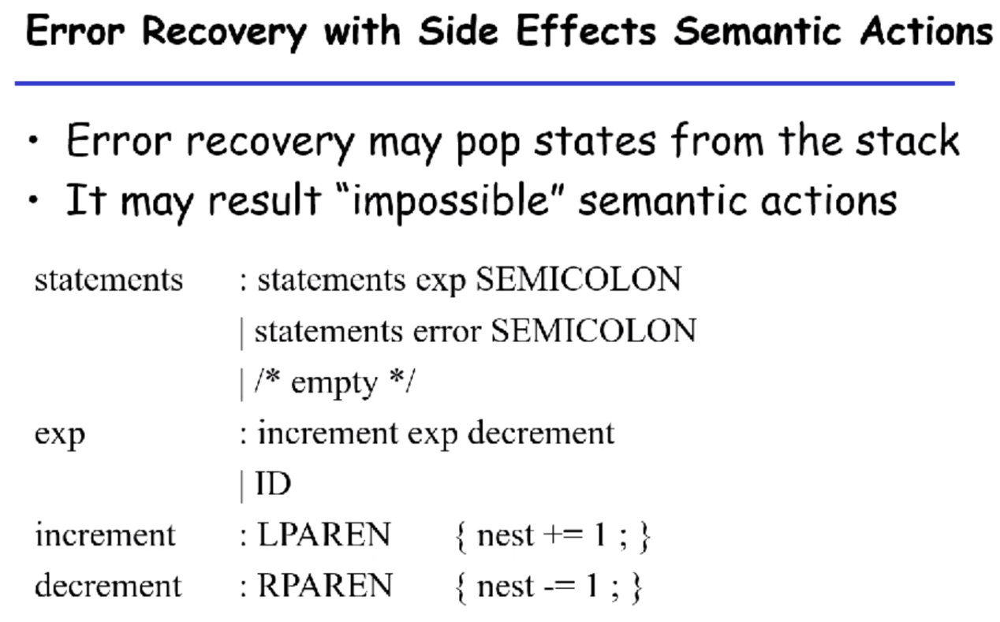 Error Recovery with Side Effects Semantic Actions
• Error recovery may pop states from the stack
• It may result “impossible” semantic actions
statements : statements exp SEMICOLON
| statements error SEMICOLON
| /* empty */
exp : increment exp decrement
| ID
increment : LPAREN { nest += 1 ; }
decrement : RPAREN { nest -= 1 ; }